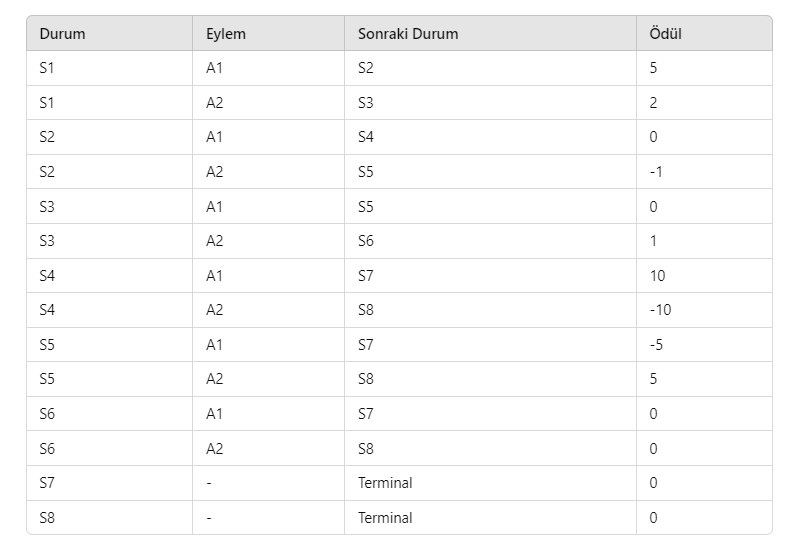 Durum Eylem Sonraki Durum Ödül
S1 A1 S2 5
S1 A2 S3 2
S2 A1 S4 0
S2 A2 S5 -1
S3 A1 S5 0
S3 A2 S6 1
S4 A1 S7 10
S4 A2 S8 -10
S5 A1 S7 -5
S5 A2 S8 5
S6 A1 S7 0
S6 A2 S8 0
S7 - Terminal 0
S8 - Terminal 0